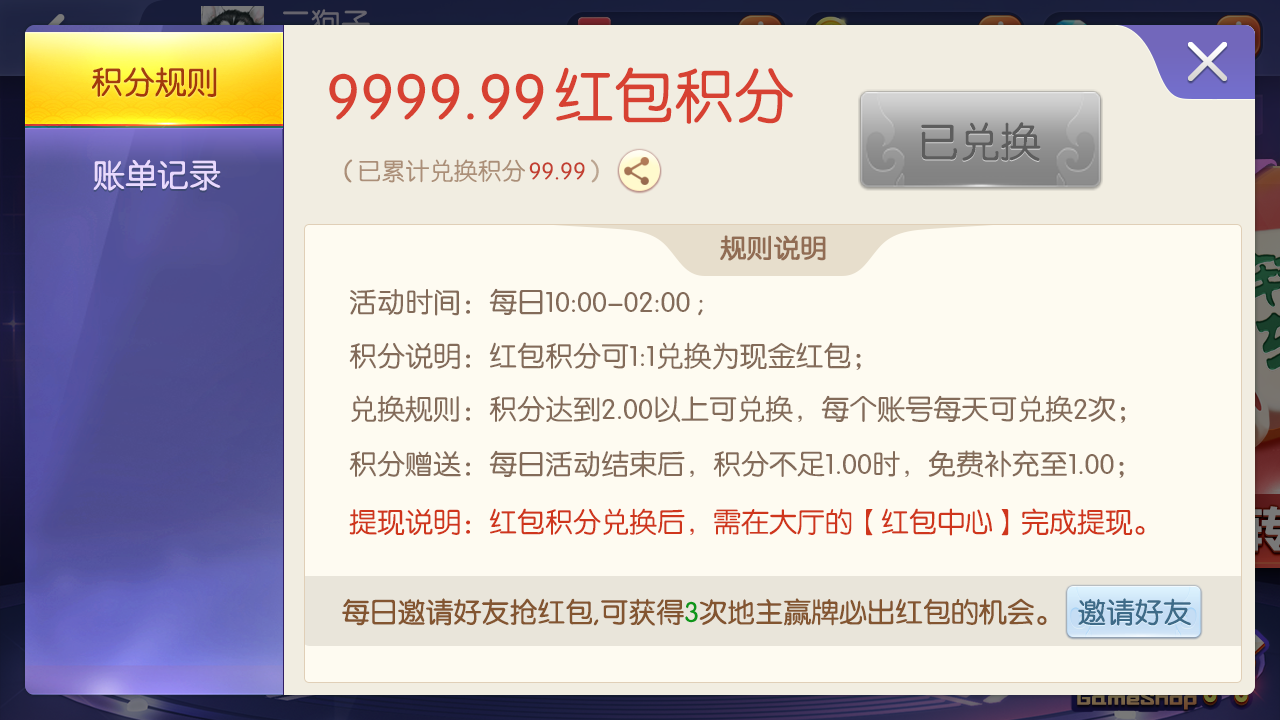 二狗子
积分规则
账单记录
9999.99红包积分
（已累计兑换积分99.99）
已兑换
规则说明
活动时间：每日10:00-02:00；
积分说明：红包积分可1:1兑换为现金红包；
兑换规则：积分达到2.00以上可兑换，每个账号每天可兑换2次；
积分赠送：每日活动结束后，积分不足1.00时，免费补充至1.00；
提现说明：红包积分兑换后，需在大厅的【红包中心】完成提现。
每日邀请好友抢红包,可获得3次地主赢牌必出红包的机会。
邀请好友
转
GameShop